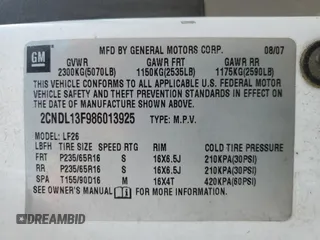 GM
MFD BY GENERAL MOTORS CORP. 08/07
GVWR GAWR FRT GAWR RR
2300KG(5070LB) 1150KG(2535LB) 1175KG(2590LB)
THIS VEHICLE CONFORMS TO ALL APPLICABLE U.S. FEDERAL MOTOR
VEHICLE SAFETY AND THEFT PREVENTION STANDARDS IN EFFECT ON
THE DATE OF MANUFACTURE SHOWN ABOVE.
2CNDL13F986013925 TYPE: M.P.V.
MODEL: LF26
LBFH TIRE SIZE SPEED RTG RIM COLD TIRE PRESSURE
FRT P235/65R16 S 16X6.5J 210KPA(30PSI)
RR P235/65R16 S 16X6.5J 210KPA(30PSI)
SPA T155/90D16 M 16X4T 420KPA(60PSI)
SEE OWNER'S MANUAL FOR MORE INFORMATION.
DREAMBID